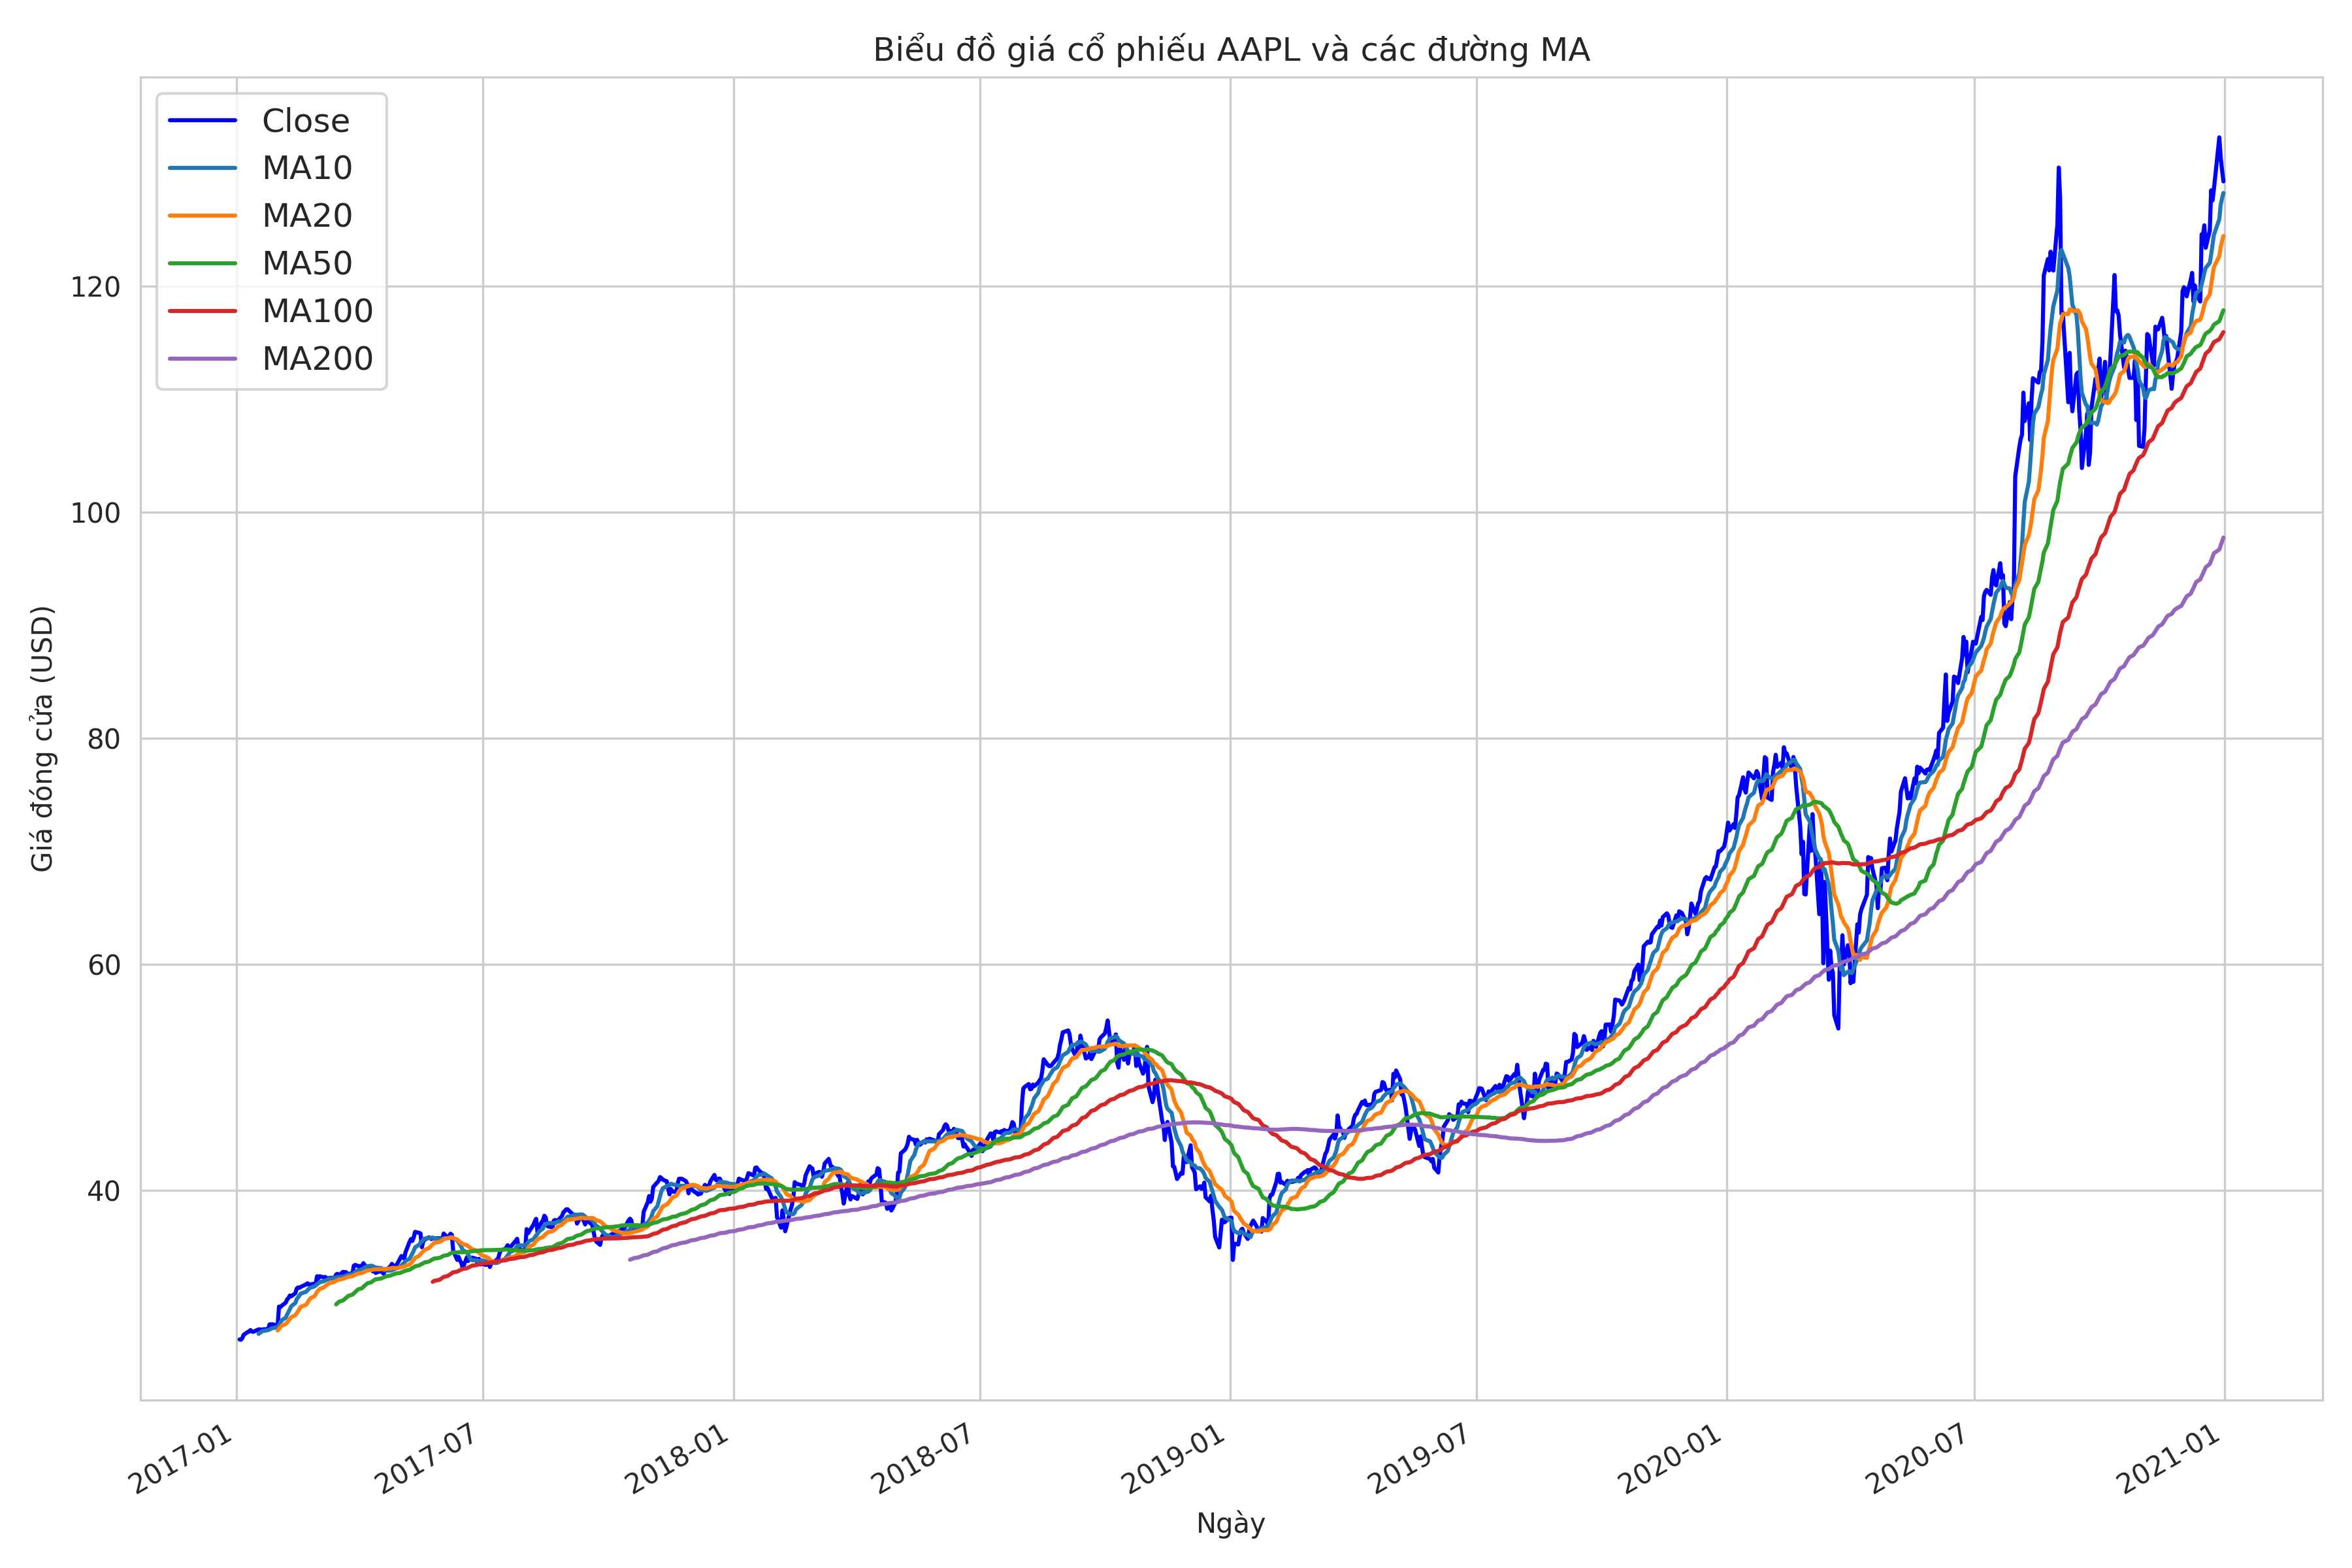 Biểu đồ giá cổ phiếu AAPL và các đường MA
Close
MA10
MA20
MA50
MA100
MA200
Giá đóng cửa (USD)
120
100
80
60
40
2017-01
2017-07
2018-01
2018-07
2019-01
2019-07
2020-01
2020-07
2021-01
Ngày